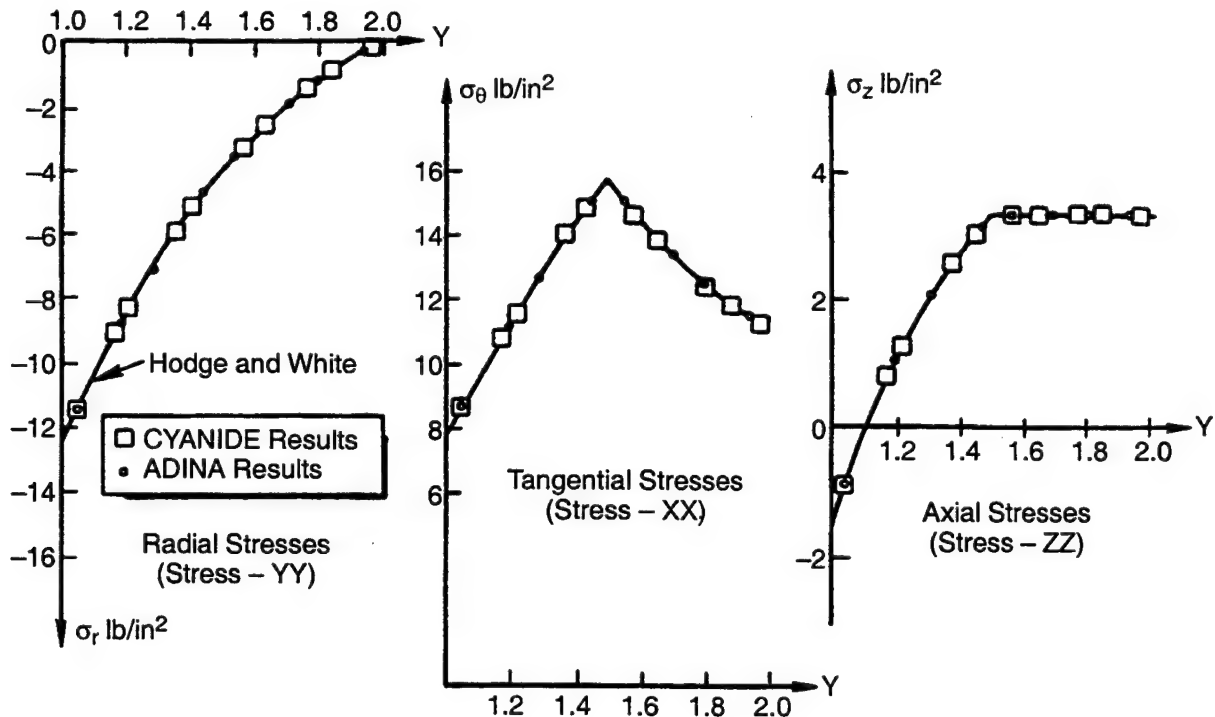 1.0 1.2 1.4 1.6 1.8 2.0 Y
0
–2
–4
–6
–8
–10
–12
–14
–16
σr lb/in²
Hodge and White
CYANIDE Results
ADINA Results
Radial Stresses
(Stress – YY)
σθ lb/in²
16
14
12
10
8
6
Tangential Stresses
(Stress – XX)
1.2 1.4 1.6 1.8 2.0 Y
σz lb/in²
4
2
0
–2
1.2 1.4 1.6 1.8 2.0 Y
Axial Stresses
(Stress – ZZ)